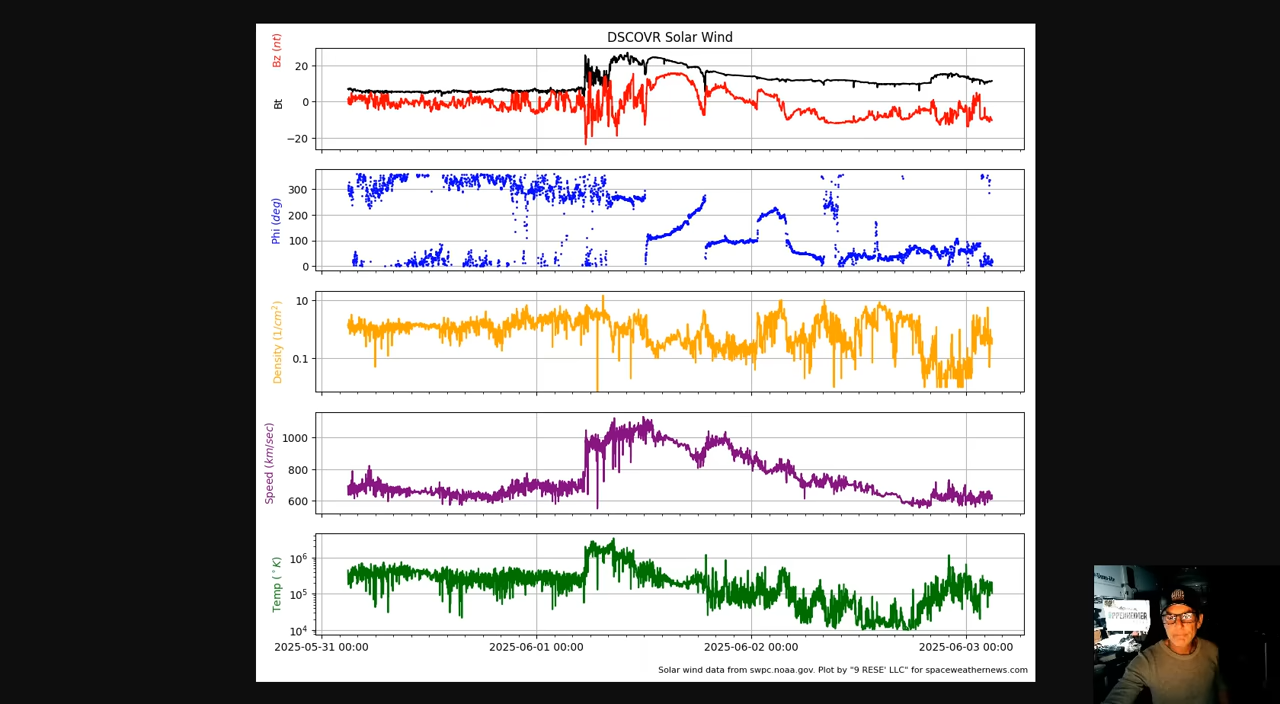 DSCOVR Solar Wind
Bz (nt)
Bt
20
0
−20
Phi (deg)
300
200
100
0
Density (1/cm²)
10
0.1
Speed (km/sec)
1000
800
600
Temp (°K)
10⁶
10⁵
10⁴
2025-05-31 00:00 2025-06-01 00:00 2025-06-02 00:00 2025-06-03 00:00
Solar wind data from swpc.noaa.gov. Plot by "9 RESE' LLC" for spaceweathernews.com